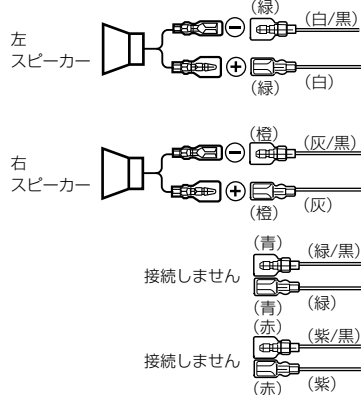 (緑)
(白/黒)
左
スピーカー
⊖
⊕
(緑)
(白)
(橙)
(灰/黒)
右
スピーカー
⊖
⊕
(橙)
(灰)
(青)
(緑/黒)
接続しません
(青)
(緑)
(赤)
(紫/黒)
接続しません
(赤)
(紫)